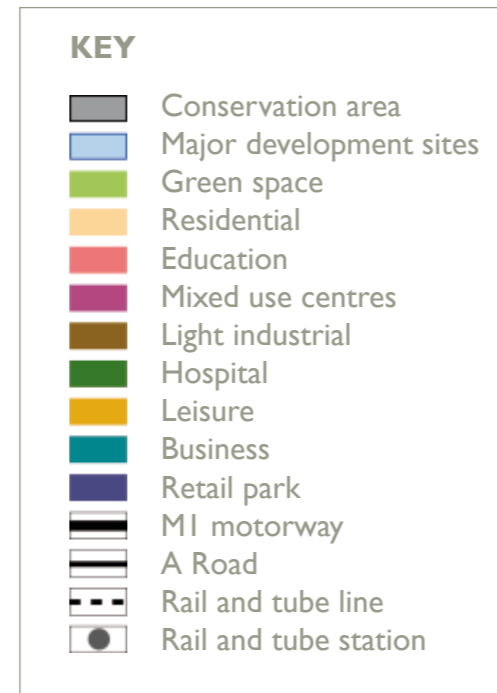 KEY
Conservation area
Major development sites
Green space
Residential
Education
Mixed use centres
Light industrial
Hospital
Leisure
Business
Retail park
M1 motorway
A Road
Rail and tube line
Rail and tube station